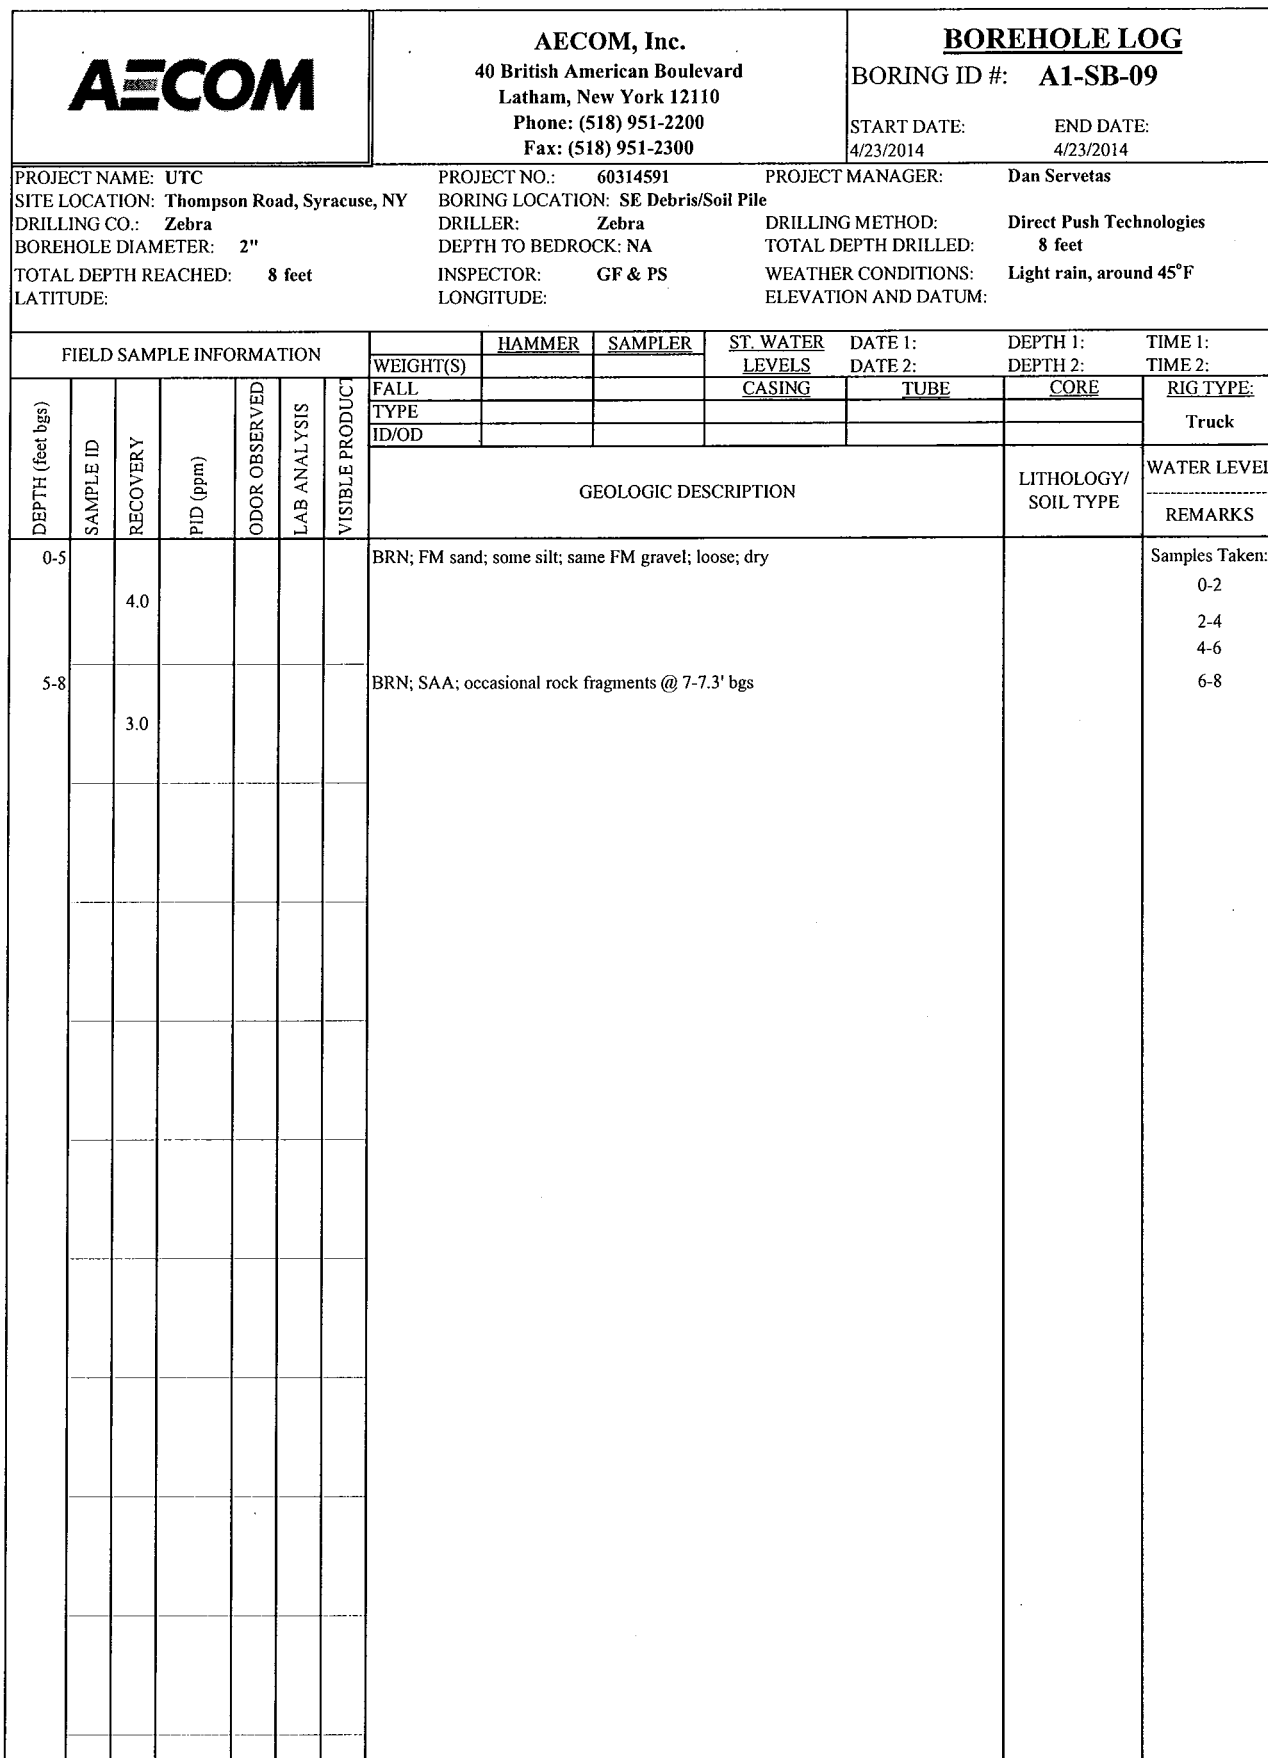 AECOM
AECOM, Inc.
40 British American Boulevard
Latham, New York 12110
Phone: (518) 951-2200
Fax: (518) 951-2300
BOREHOLE LOG
BORING ID #: A1-SB-09
START DATE: END DATE:
4/23/2014 4/23/2014
PROJECT NAME: UTC PROJECT NO.: 60314591 PROJECT MANAGER: Dan Servetas
SITE LOCATION: Thompson Road, Syracuse, NY BORING LOCATION: SE Debris/Soil Pile
DRILLING CO.: Zebra DRILLER: Zebra DRILLING METHOD: Direct Push Technologies
BOREHOLE DIAMETER: 2" DEPTH TO BEDROCK: NA TOTAL DEPTH DRILLED: 8 feet
TOTAL DEPTH REACHED: 8 feet INSPECTOR: GF & PS WEATHER CONDITIONS: Light rain, around 45°F
LATITUDE: LONGITUDE: ELEVATION AND DATUM:
FIELD SAMPLE INFORMATION
HAMMER SAMPLER ST. WATER DATE 1: DEPTH 1: TIME 1:
WEIGHT(S) LEVELS DATE 2: DEPTH 2: TIME 2:
FALL CASING TUBE CORE RIG TYPE:
TYPE
Truck
ID/OD
DEPTH (feet bgs)
SAMPLE ID
RECOVERY
PID (ppm)
ODOR OBSERVED
LAB ANALYSIS
VISIBLE PRODUCT
GEOLOGIC DESCRIPTION
LITHOLOGY/
SOIL TYPE
WATER LEVEL
--------------------
REMARKS
0-5 BRN; FM sand; some silt; same FM gravel; loose; dry Samples Taken:
0-2
4.0
2-4
4-6
5-8 BRN; SAA; occasional rock fragments @ 7-7.3' bgs 6-8
3.0